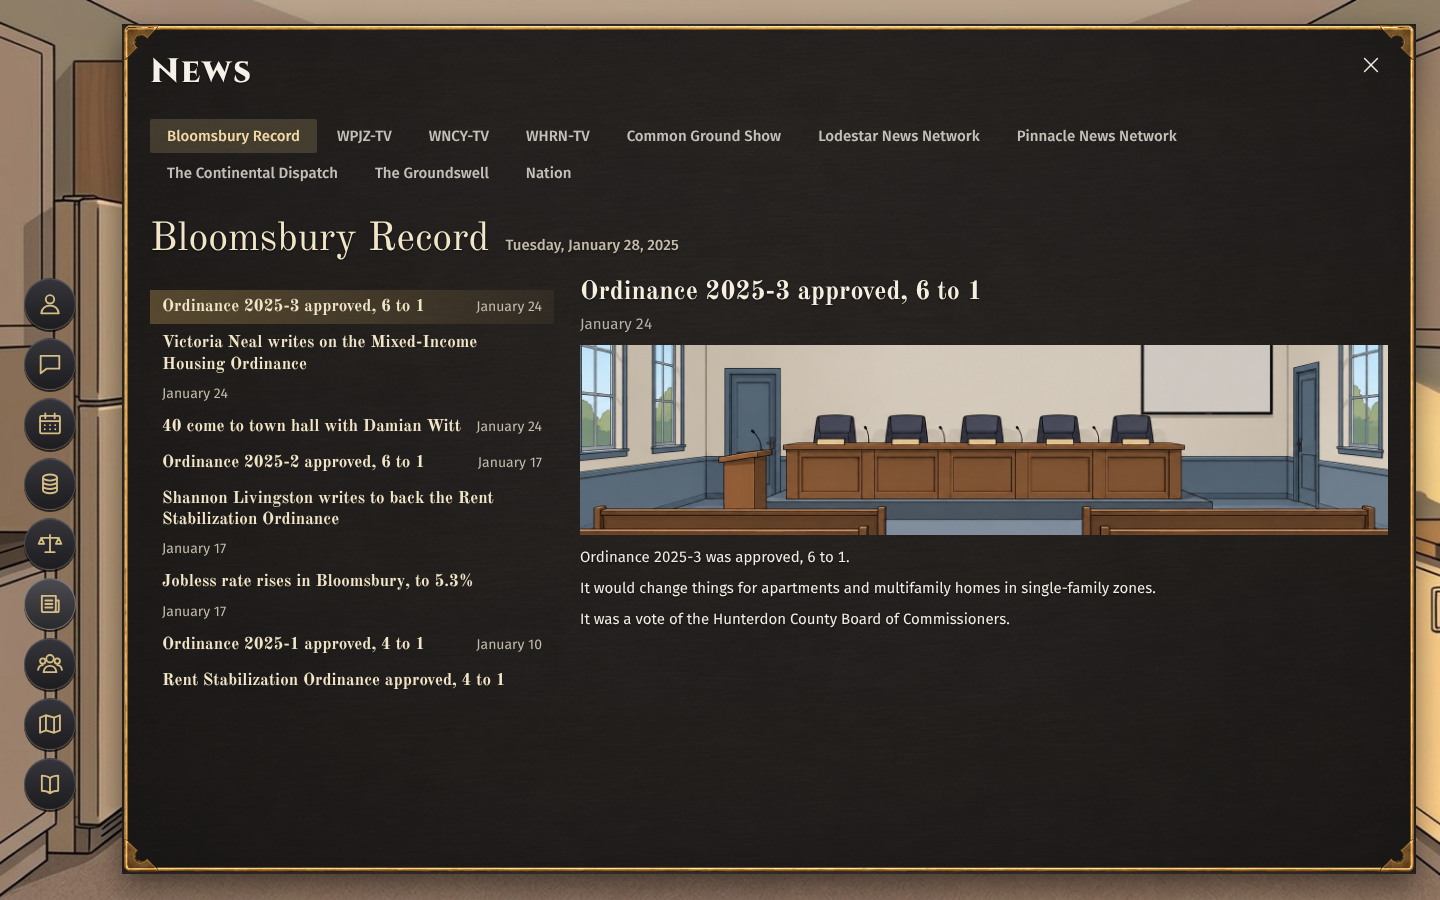 News
Bloomsbury Record
WPJZ-TV
WNCY-TV
WHRN-TV
Common Ground Show
Lodestar News Network
Pinnacle News Network
The Continental Dispatch
The Groundswell
Nation
Bloomsbury Record
Tuesday, January 28, 2025
Ordinance 2025-3 approved, 6 to 1
January 24
Victoria Neal writes on the Mixed-Income
Housing Ordinance
January 24
40 come to town hall with Damian Witt
January 24
Ordinance 2025-2 approved, 6 to 1
January 17
Shannon Livingston writes to back the Rent
Stabilization Ordinance
January 17
Jobless rate rises in Bloomsbury, to 5.3%
January 17
Ordinance 2025-1 approved, 4 to 1
January 10
Rent Stabilization Ordinance approved, 4 to 1
Ordinance 2025-3 approved, 6 to 1
January 24
Ordinance 2025-3 was approved, 6 to 1.
It would change things for apartments and multifamily homes in single-family zones.
It was a vote of the Hunterdon County Board of Commissioners.